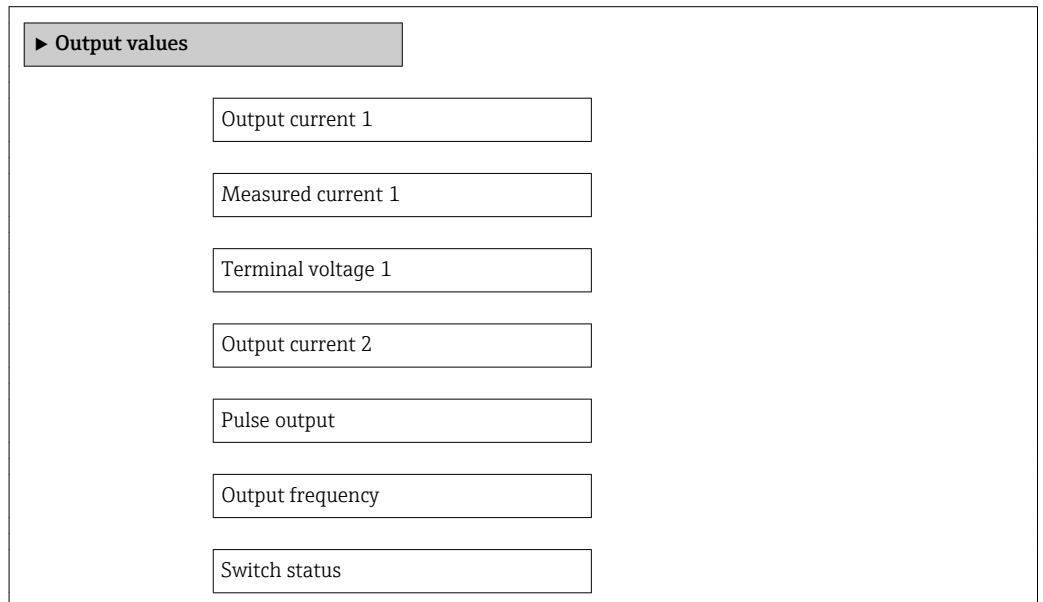 ► Output values
Output current 1
Measured current 1
Terminal voltage 1
Output current 2
Pulse output
Output frequency
Switch status